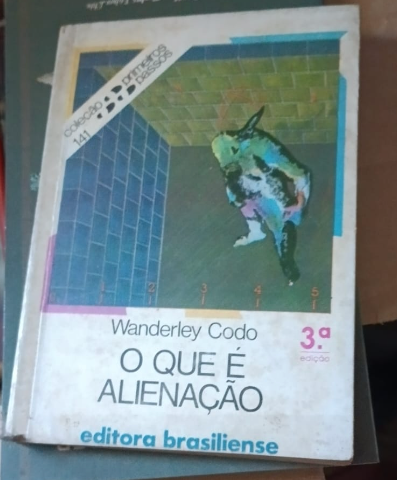 coleção
primeiros
passos
141
1 2 3 4 5
Wanderley Codo
3.ª
edição
O QUE É
ALIENAÇÃO
editora brasiliense